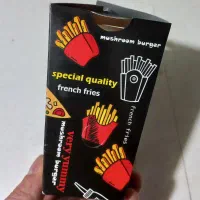 mushroom burger
special quality
french fries
french fries
very yummy
mushroom burger